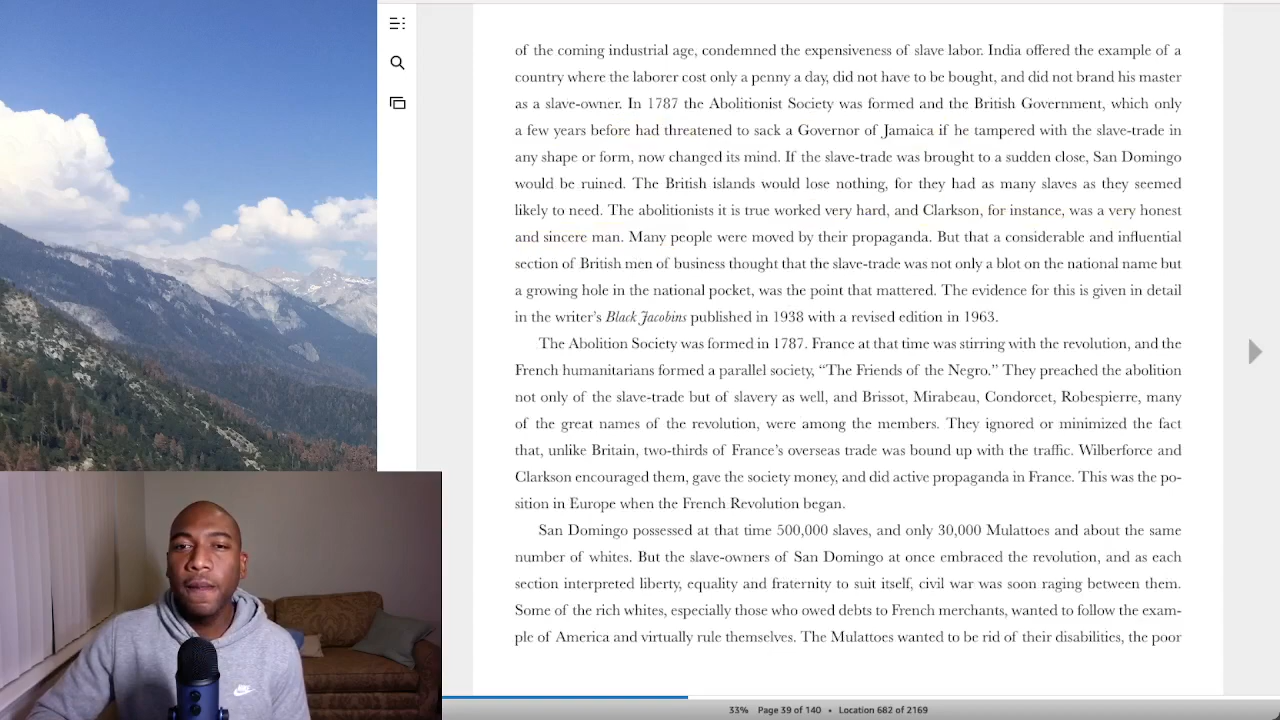 of the coming industrial age, condemned the expensiveness of slave labor. India offered the example of a
country where the laborer cost only a penny a day, did not have to be bought, and did not brand his master
as a slave-owner. In 1787 the Abolitionist Society was formed and the British Government, which only
a few years before had threatened to sack a Governor of Jamaica if he tampered with the slave-trade in
any shape or form, now changed its mind. If the slave-trade was brought to a sudden close, San Domingo
would be ruined. The British islands would lose nothing, for they had as many slaves as they seemed
likely to need. The abolitionists it is true worked very hard, and Clarkson, for instance, was a very honest
and sincere man. Many people were moved by their propaganda. But that a considerable and influential
section of British men of business thought that the slave-trade was not only a blot on the national name but
a growing hole in the national pocket, was the point that mattered. The evidence for this is given in detail
in the writer's Black Jacobins published in 1938 with a revised edition in 1963.
The Abolition Society was formed in 1787. France at that time was stirring with the revolution, and the
French humanitarians formed a parallel society, “The Friends of the Negro.” They preached the abolition
not only of the slave-trade but of slavery as well, and Brissot, Mirabeau, Condorcet, Robespierre, many
of the great names of the revolution, were among the members. They ignored or minimized the fact
that, unlike Britain, two-thirds of France's overseas trade was bound up with the traffic. Wilberforce and
Clarkson encouraged them, gave the society money, and did active propaganda in France. This was the po-
sition in Europe when the French Revolution began.
San Domingo possessed at that time 500,000 slaves, and only 30,000 Mulattoes and about the same
number of whites. But the slave-owners of San Domingo at once embraced the revolution, and as each
section interpreted liberty, equality and fraternity to suit itself, civil war was soon raging between them.
Some of the rich whites, especially those who owed debts to French merchants, wanted to follow the exam-
ple of America and virtually rule themselves. The Mulattoes wanted to be rid of their disabilities, the poor
33% Page 39 of 140 • Location 682 of 2169